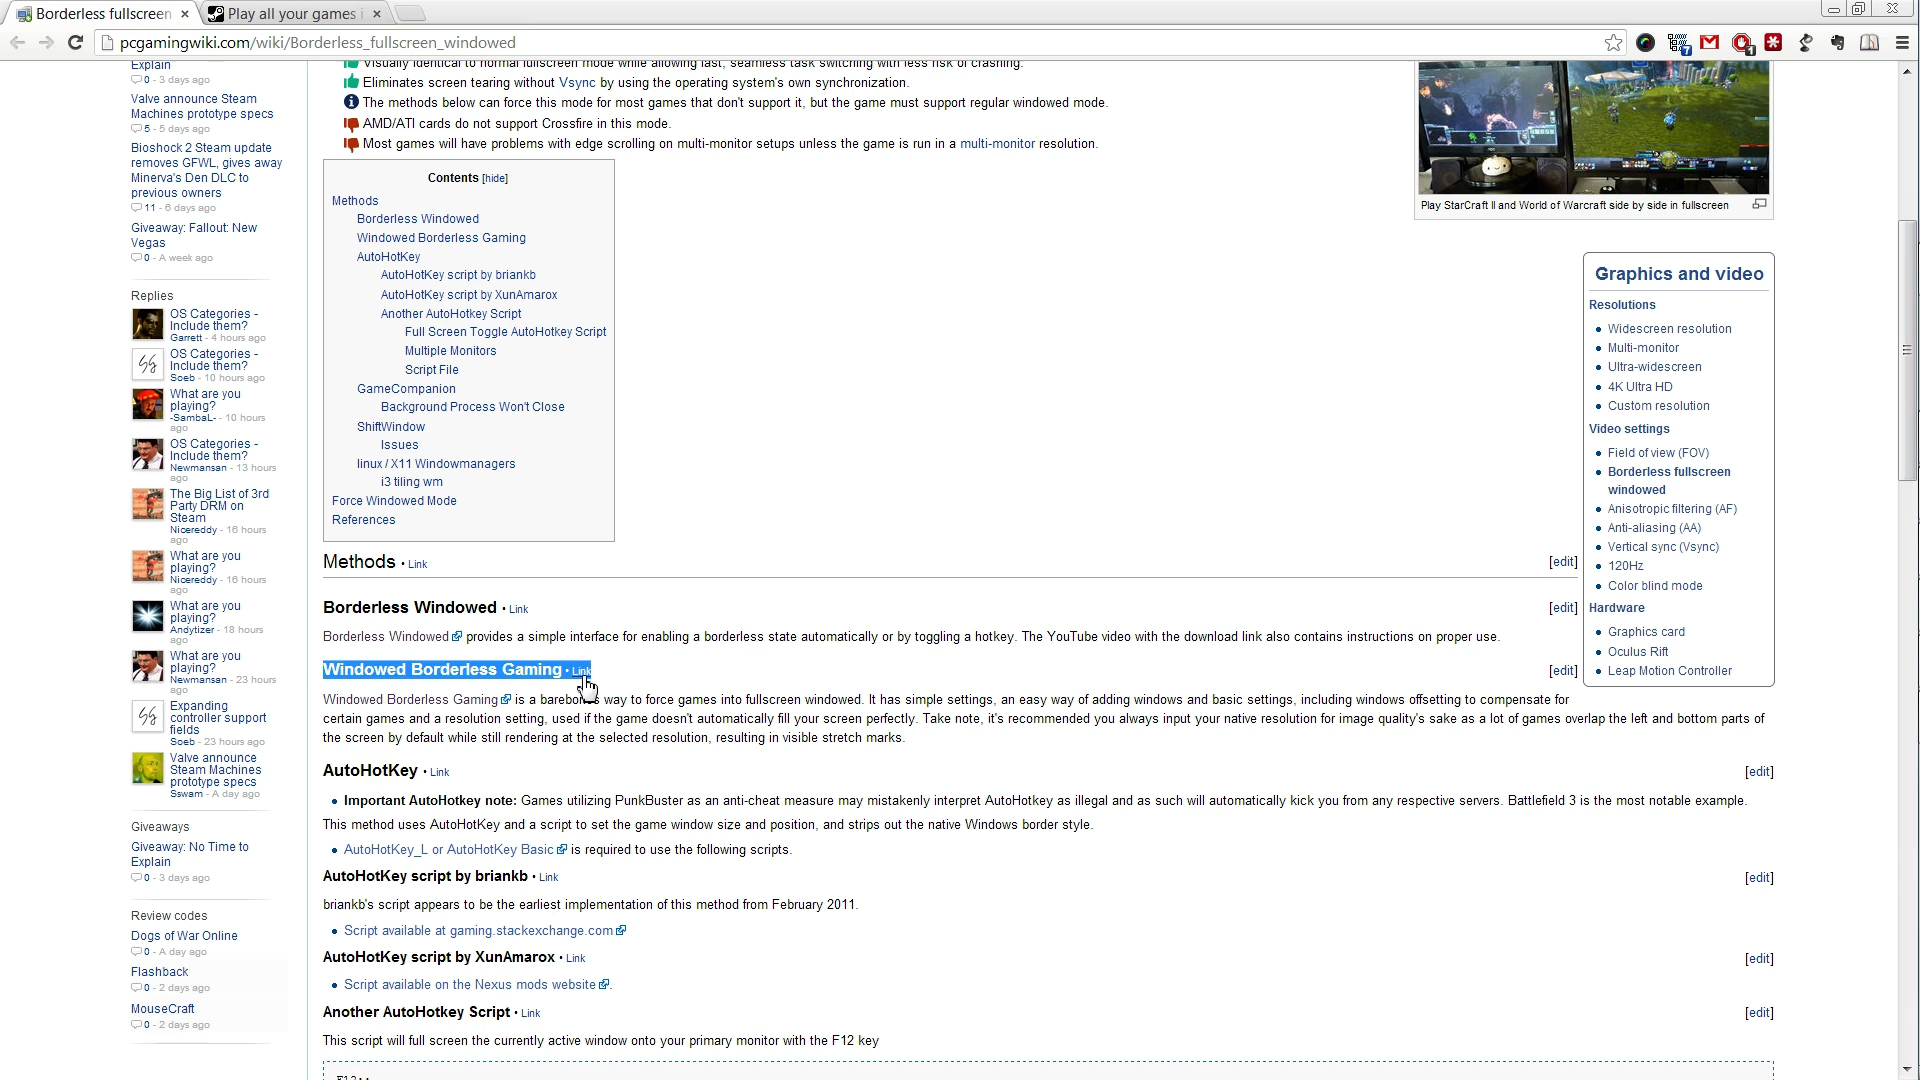 Borderless fullscreen
Play all your games i
pcgamingwiki.com/wiki/Borderless_fullscreen_windowed
7
1
Explain
0 - 3 days ago
Valve announce Steam
Machines prototype specs
5 - 5 days ago
Bioshock 2 Steam update
removes GFWL, gives away
Minerva's Den DLC to
previous owners
11 - 6 days ago
Giveaway: Fallout: New
Vegas
0 - A week ago
Replies
OS Categories -
Include them?
Garrett - 4 hours ago
OS Categories -
Include them?
Soeb - 10 hours ago
What are you
playing?
-SambaL- - 10 hours
ago
OS Categories -
Include them?
Newmansan - 13 hours
ago
The Big List of 3rd
Party DRM on
Steam
Nicereddy - 16 hours
ago
What are you
playing?
Nicereddy - 16 hours
ago
What are you
playing?
Andytizer - 18 hours
ago
What are you
playing?
Newmansan - 23 hours
ago
Expanding
controller support
fields
Soeb - 23 hours ago
Valve announce
Steam Machines
prototype specs
Sswam - A day ago
Giveaways
Giveaway: No Time to
Explain
0 - 3 days ago
Review codes
Dogs of War Online
0 - A day ago
Flashback
0 - 2 days ago
MouseCraft
0 - 2 days ago
Visually identical to normal fullscreen mode while allowing fast, seamless task switching with less risk of crashing.
Eliminates screen tearing without Vsync by using the operating system's own synchronization.
The methods below can force this mode for most games that don't support it, but the game must support regular windowed mode.
AMD/ATI cards do not support Crossfire in this mode.
Most games will have problems with edge scrolling on multi-monitor setups unless the game is run in a multi-monitor resolution.
Contents [hide]
Methods
Borderless Windowed
Windowed Borderless Gaming
AutoHotKey
AutoHotKey script by briankb
AutoHotKey script by XunAmarox
Another AutoHotkey Script
Full Screen Toggle AutoHotkey Script
Multiple Monitors
Script File
GameCompanion
Background Process Won't Close
ShiftWindow
Issues
linux / X11 Windowmanagers
i3 tiling wm
Force Windowed Mode
References
Play StarCraft II and World of Warcraft side by side in fullscreen
Graphics and video
Resolutions
Widescreen resolution
Multi-monitor
Ultra-widescreen
4K Ultra HD
Custom resolution
Video settings
Field of view (FOV)
Borderless fullscreen
windowed
Anisotropic filtering (AF)
Anti-aliasing (AA)
Vertical sync (Vsync)
120Hz
Color blind mode
Hardware
Graphics card
Oculus Rift
Leap Motion Controller
Methods • Link [edit]
Borderless Windowed • Link [edit]
Borderless Windowed provides a simple interface for enabling a borderless state automatically or by toggling a hotkey. The YouTube video with the download link also contains instructions on proper use.
Windowed Borderless Gaming • Link [edit]
Windowed Borderless Gaming is a barebones way to force games into fullscreen windowed. It has simple settings, an easy way of adding windows and basic settings, including windows offsetting to compensate for
certain games and a resolution setting, used if the game doesn't automatically fill your screen perfectly. Take note, it's recommended you always input your native resolution for image quality's sake as a lot of games overlap the left and bottom parts of
the screen by default while still rendering at the selected resolution, resulting in visible stretch marks.
AutoHotKey • Link [edit]
Important AutoHotkey note: Games utilizing PunkBuster as an anti-cheat measure may mistakenly interpret AutoHotkey as illegal and as such will automatically kick you from any respective servers. Battlefield 3 is the most notable example.
This method uses AutoHotKey and a script to set the game window size and position, and strips out the native Windows border style.
AutoHotKey_L or AutoHotKey Basic is required to use the following scripts.
AutoHotKey script by briankb • Link [edit]
briankb's script appears to be the earliest implementation of this method from February 2011.
Script available at gaming.stackexchange.com
AutoHotKey script by XunAmarox • Link [edit]
Script available on the Nexus mods website.
Another AutoHotkey Script • Link [edit]
This script will full screen the currently active window onto your primary monitor with the F12 key
F12::